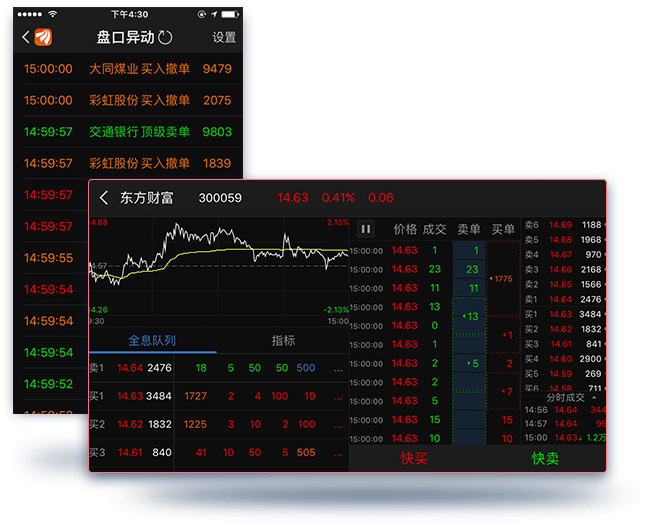 下午4:30
盘口异动
设置
15:00:00 大同煤业 买入撤单 9479
15:00:00 彩虹股份 买入撤单 2075
14:59:57 交通银行 顶级卖单 9803
14:59:57 彩虹股份 买入撤单 1839
14:59:57
14:59:57
14:59:55
14:59:54
14:59:54
14:59:54
14:59:52
东方财富 300059 14.63 0.41% 0.06
2.13%
14.26 -2.13%
15:00
全息队列 指标
卖1 14.64 2476 18 5 50 50 500 ...
买1 14.63 3484 1727 2 4 100 19 ...
买2 14.62 1832 1225 3 10 2 100 ...
买3 14.61 840 41 10 50 5 505 ...
价格 成交 卖单 买单
15:00:00 14.63 1 1
15:00:00 14.63 23 23 1775
15:00:00 14.63 11 11
15:00:00 14.63 13 13
15:00:00 14.63 0 1
15:00:00 14.63 1
15:00:00 14.63 2 5 2
15:00:00 14.63 2 7
15:00:00 14.63 5
15:00:00 14.63 15 15
15:00:00 14.63 10 10
卖6 14.69 1188
卖5 14.68 1968
卖4 14.67 970
卖3 14.66 2168
卖2 14.65 1566
卖1 14.64 2476
买1 14.63 3484
买2 14.62 1832
买3 14.61 841
买4 14.60 2900
买5 14.59 269
买6 14.58 711
分时成交
14:56 14.64 344
14:57 14.64 95
15:00 14.63↓ 1.2万
快买 快卖